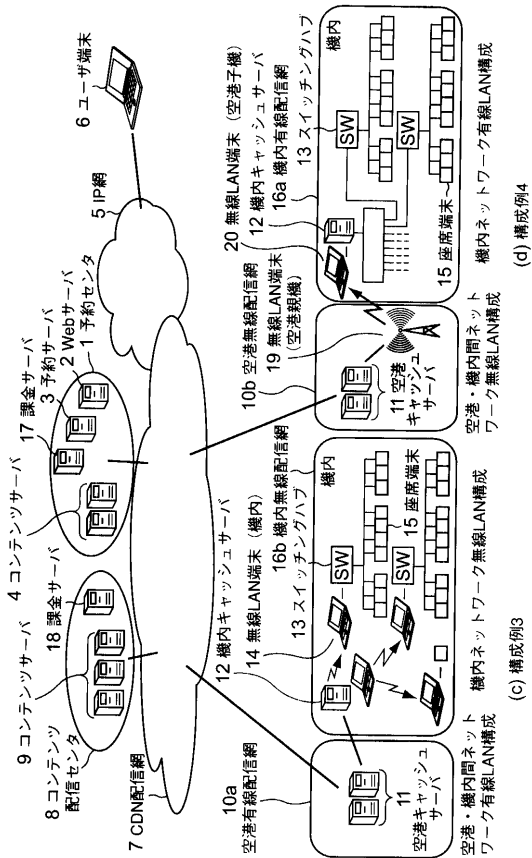 6 ユーザ端末
5 IP網
1 予約センタ
2 Webサーバ
3 予約サーバ
17 課金サーバ
4 コンテンツサーバ
18 課金サーバ
9 コンテンツサーバ
8 コンテンツ
配信センタ
7 CDN配信網
10a
空港有線配信網
11
空港キャッシュ
サーバ
空港・機内間ネット
ワーク有線LAN構成
12 機内キャッシュサーバ
14 無線LAN端末（機内）
13 スイッチングハブ
16b 機内無線配信網
機内
SW
SW
15 座席端末
機内ネットワーク無線LAN構成
(c) 構成例3
10b 空港無線配信網
19 無線LAN端末
(空港親機)
11 空港
キャッシュ
サーバ
空港・機内間ネット
ワーク無線LAN構成
20 無線LAN端末（空港子機）
12 機内キャッシュサーバ
16a 機内有線配信網
13 スイッチングハブ
機内
SW
SW
15 座席端末
機内ネットワーク有線LAN構成
(d) 構成例4